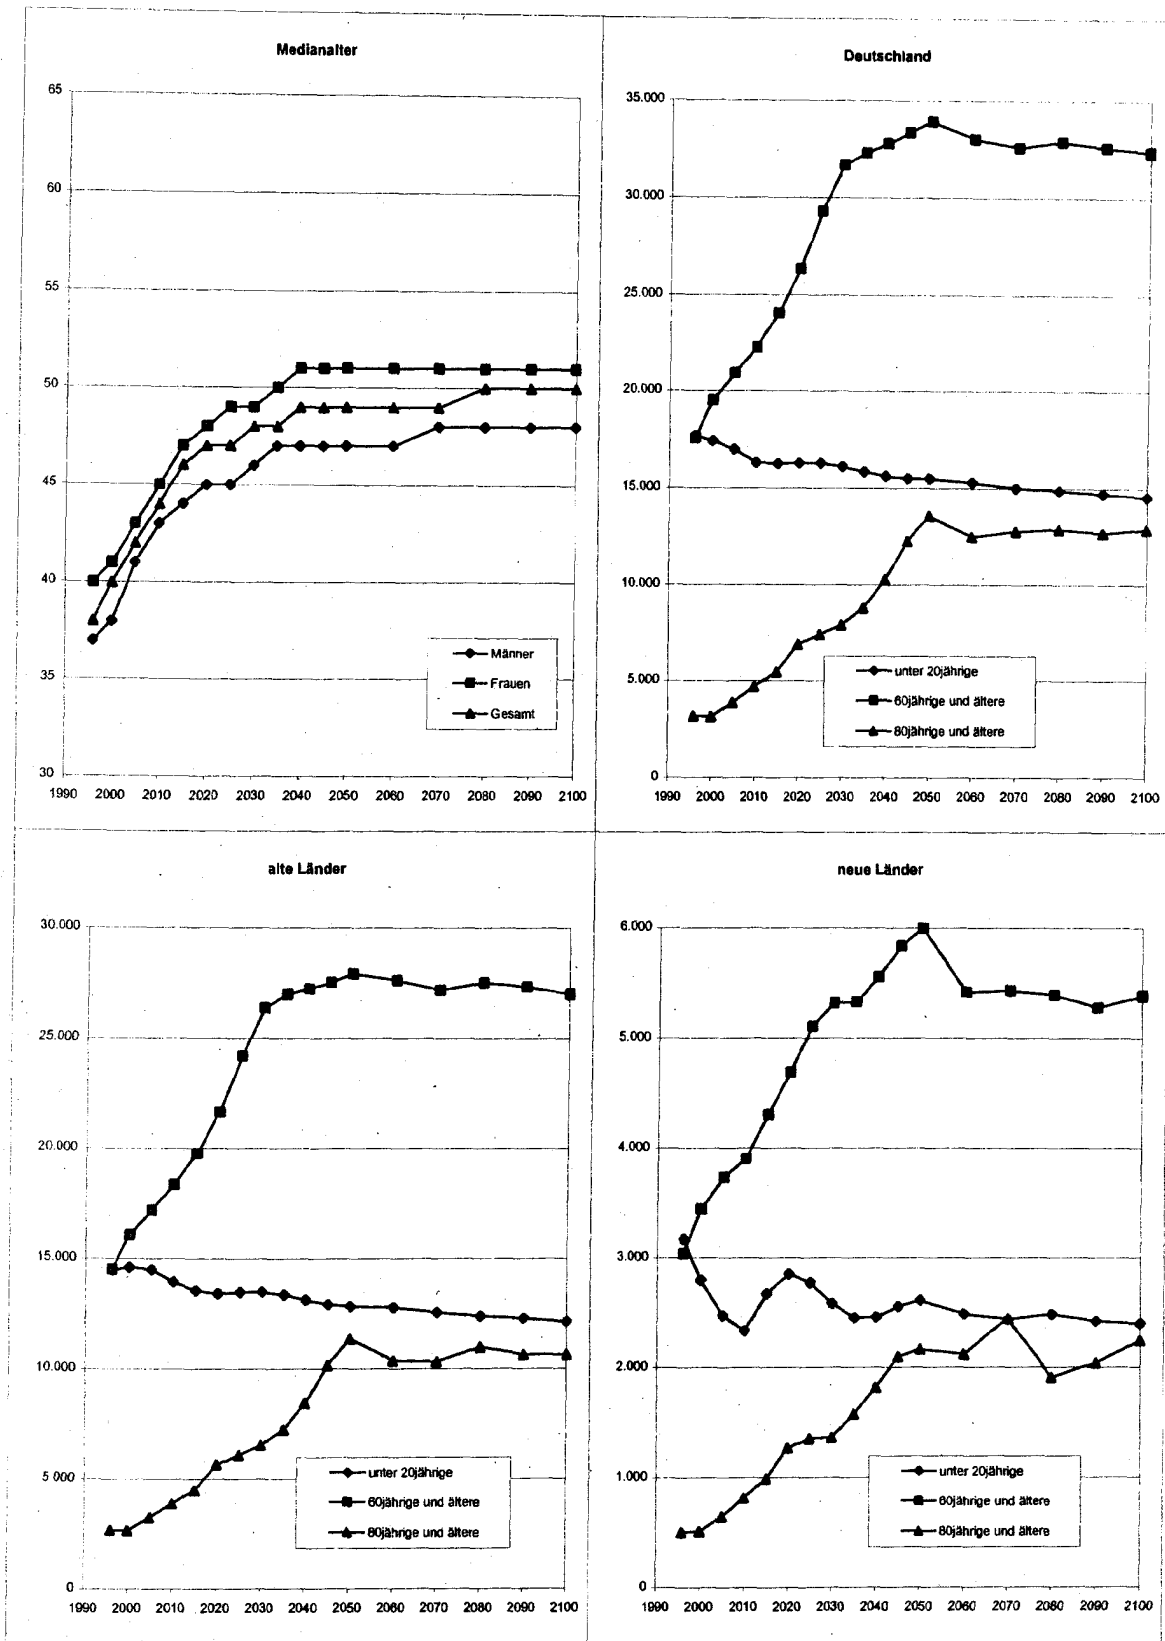 Medianalter
65
60
55
50
45
40
35
30
1990 2000 2010 2020 2030 2040 2050 2060 2070 2080 2090 2100
Männer
Frauen
Gesamt
Deutschland
35.000
30.000
25.000
20.000
15.000
10.000
5.000
0
1990 2000 2010 2020 2030 2040 2050 2060 2070 2080 2090 2100
unter 20jährige
60jährige und ältere
80jährige und ältere
alte Länder
30.000
25.000
20.000
15.000
10.000
5.000
0
1990 2000 2010 2020 2030 2040 2050 2060 2070 2080 2090 2100
unter 20jährige
60jährige und ältere
80jährige und ältere
neue Länder
6.000
5.000
4.000
3.000
2.000
1.000
0
1990 2000 2010 2020 2030 2040 2050 2060 2070 2080 2090 2100
unter 20jährige
60jährige und ältere
80jährige und ältere